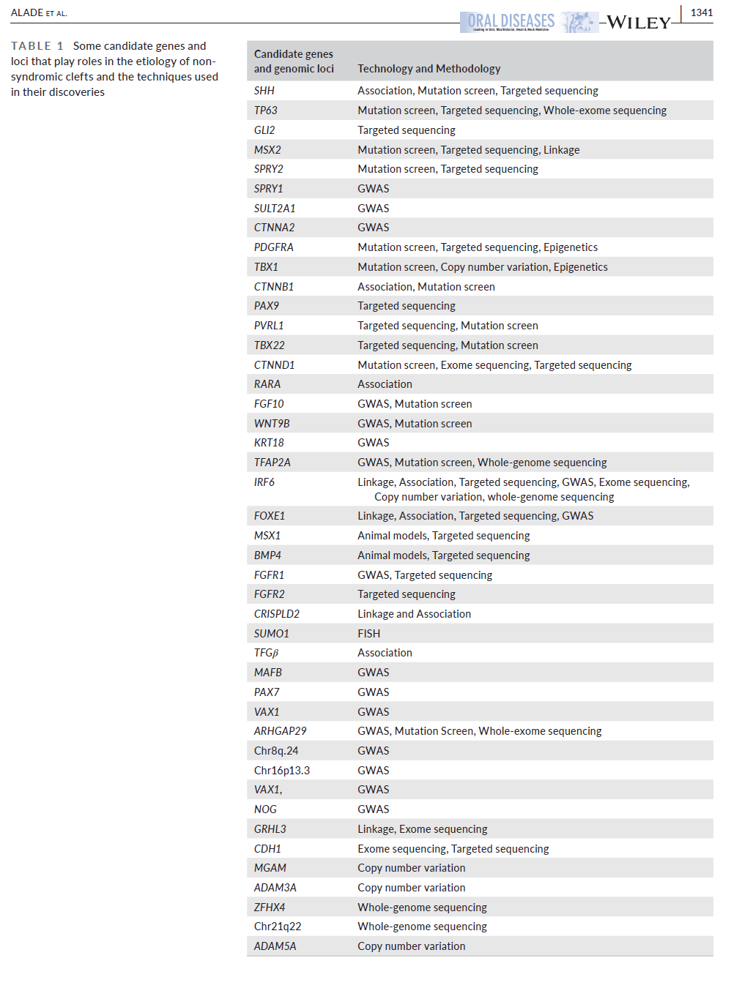 ALADE ET AL.
ORAL DISEASES
Leading in Oral, Maxillofacial, Head & Neck Medicine
WILEY
1341
TABLE 1 Some candidate genes and
loci that play roles in the etiology of non-
syndromic clefts and the techniques used
in their discoveries
Candidate genes
and genomic loci Technology and Methodology
SHH Association, Mutation screen, Targeted sequencing
TP63 Mutation screen, Targeted sequencing, Whole-exome sequencing
GLI2 Targeted sequencing
MSX2 Mutation screen, Targeted sequencing, Linkage
SPRY2 Mutation screen, Targeted sequencing
SPRY1 GWAS
SULT2A1 GWAS
CTNNA2 GWAS
PDGFRA Mutation screen, Targeted sequencing, Epigenetics
TBX1 Mutation screen, Copy number variation, Epigenetics
CTNNB1 Association, Mutation screen
PAX9 Targeted sequencing
PVRL1 Targeted sequencing, Mutation screen
TBX22 Targeted sequencing, Mutation screen
CTNND1 Mutation screen, Exome sequencing, Targeted sequencing
RARA Association
FGF10 GWAS, Mutation screen
WNT9B GWAS, Mutation screen
KRT18 GWAS
TFAP2A GWAS, Mutation screen, Whole-genome sequencing
IRF6 Linkage, Association, Targeted sequencing, GWAS, Exome sequencing,
Copy number variation, whole-genome sequencing
FOXE1 Linkage, Association, Targeted sequencing, GWAS
MSX1 Animal models, Targeted sequencing
BMP4 Animal models, Targeted sequencing
FGFR1 GWAS, Targeted sequencing
FGFR2 Targeted sequencing
CRISPLD2 Linkage and Association
SUMO1 FISH
TFGβ Association
MAFB GWAS
PAX7 GWAS
VAX1 GWAS
ARHGAP29 GWAS, Mutation Screen, Whole-exome sequencing
Chr8q.24 GWAS
Chr16p13.3 GWAS
VAX1, GWAS
NOG GWAS
GRHL3 Linkage, Exome sequencing
CDH1 Exome sequencing, Targeted sequencing
MGAM Copy number variation
ADAM3A Copy number variation
ZFHX4 Whole-genome sequencing
Chr21q22 Whole-genome sequencing
ADAM5A Copy number variation